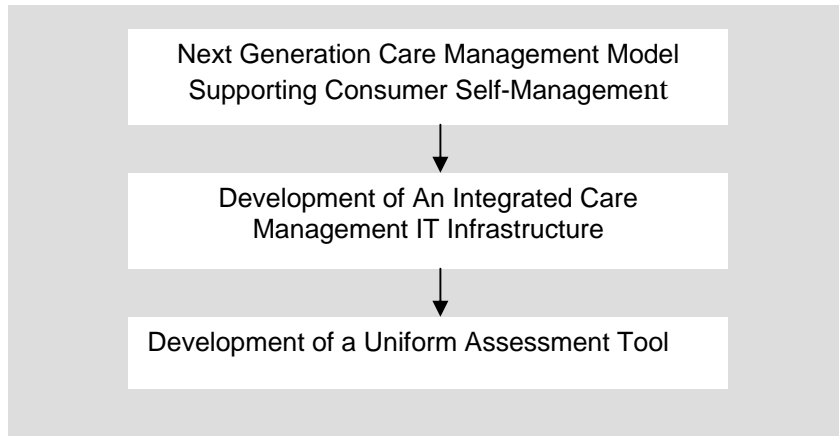 Next Generation Care Management Model
Supporting Consumer Self-Management
Development of An Integrated Care
Management IT Infrastructure
Development of a Uniform Assessment Tool